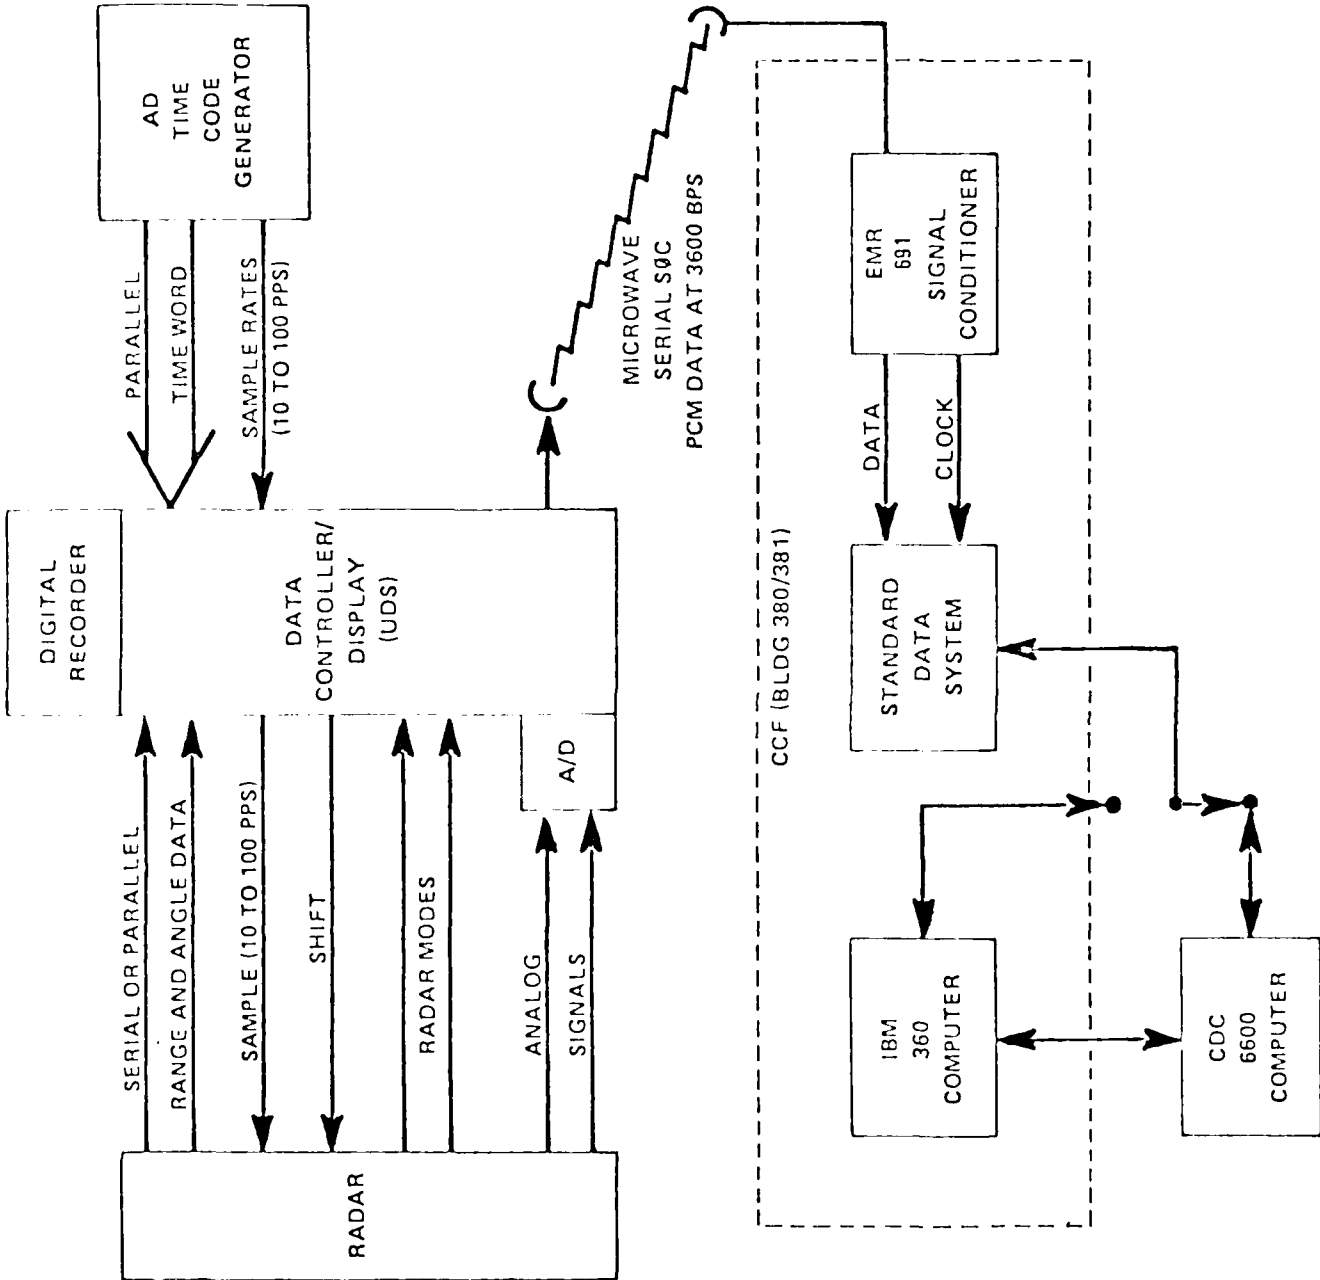 AD
TIME
CODE
GENERATOR
PARALLEL
TIME WORD
SAMPLE RATES
(10 TO 100 PPS)
DIGITAL
RECORDER
DATA
CONTROLLER/
DISPLAY
(UDS)
A/D
SERIAL OR PARALLEL
RANGE AND ANGLE DATA
SAMPLE (10 TO 100 PPS)
SHIFT
RADAR MODES
ANALOG
SIGNALS
RADAR
MICROWAVE
SERIAL SØC
PCM DATA AT 3600 BPS
CCF (BLDG 380/381)
EMR
691
SIGNAL
CONDITIONER
DATA
CLOCK
STANDARD
DATA
SYSTEM
IBM
360
COMPUTER
CDC
6600
COMPUTER